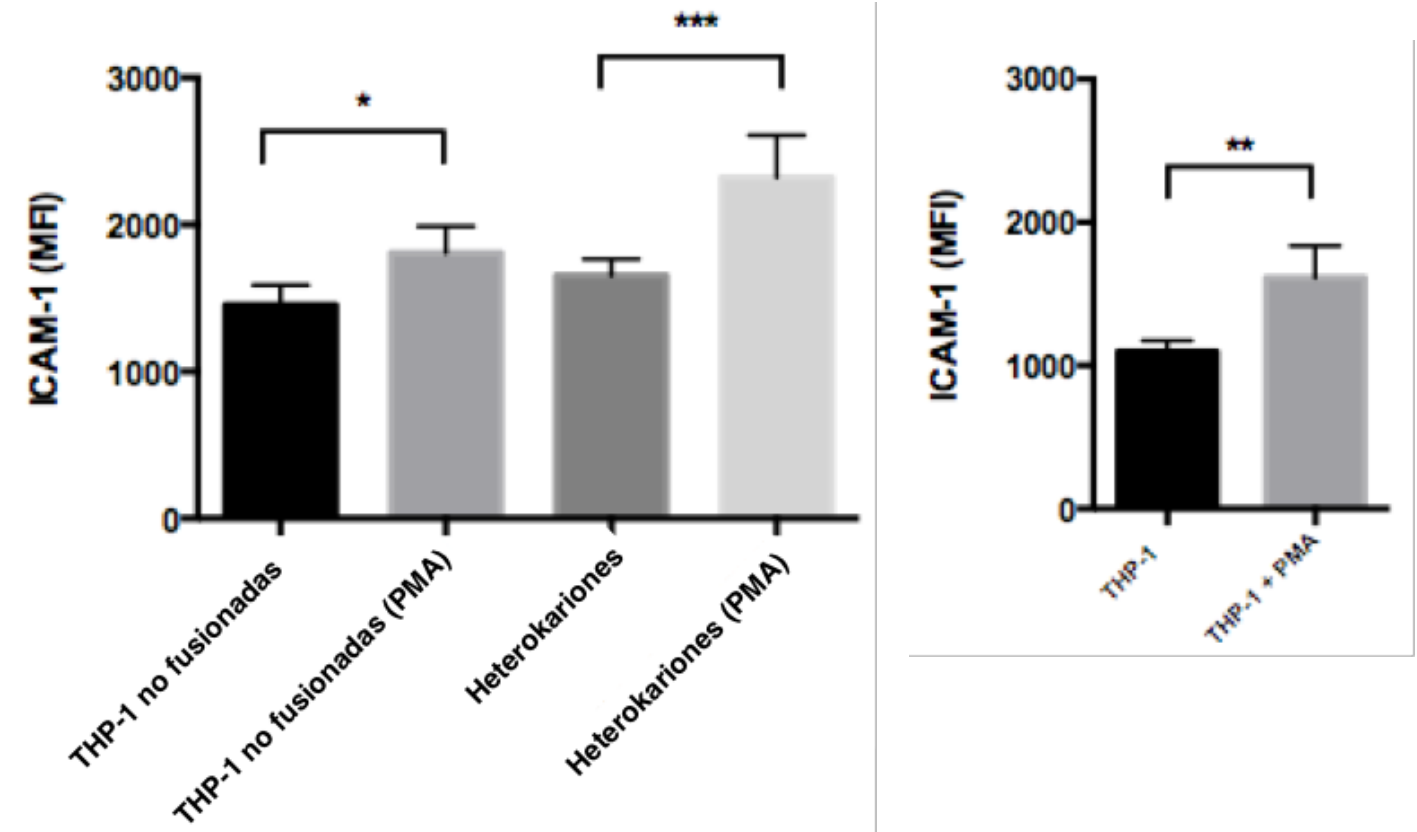 ***
3000
*
2000
1000
0
ICAM-1 (MFI)
THP-1 no fusionadas
THP-1 no fusionadas (PMA)
Heterokariones
Heterokariones (PMA)
3000
**
2000
1000
0
ICAM-1 (MFI)
THP-1
THP-1 + PMA